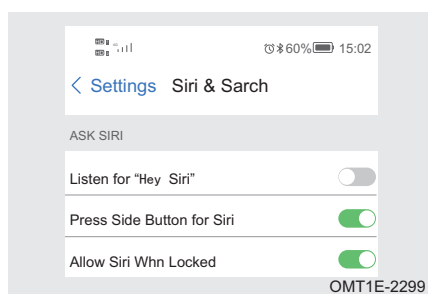 60% 15:02
< Settings Siri & Sarch
ASK SIRI
Listen for “Hey Siri”
Press Side Button for Siri
Allow Siri Whn Locked
OMT1E-2299